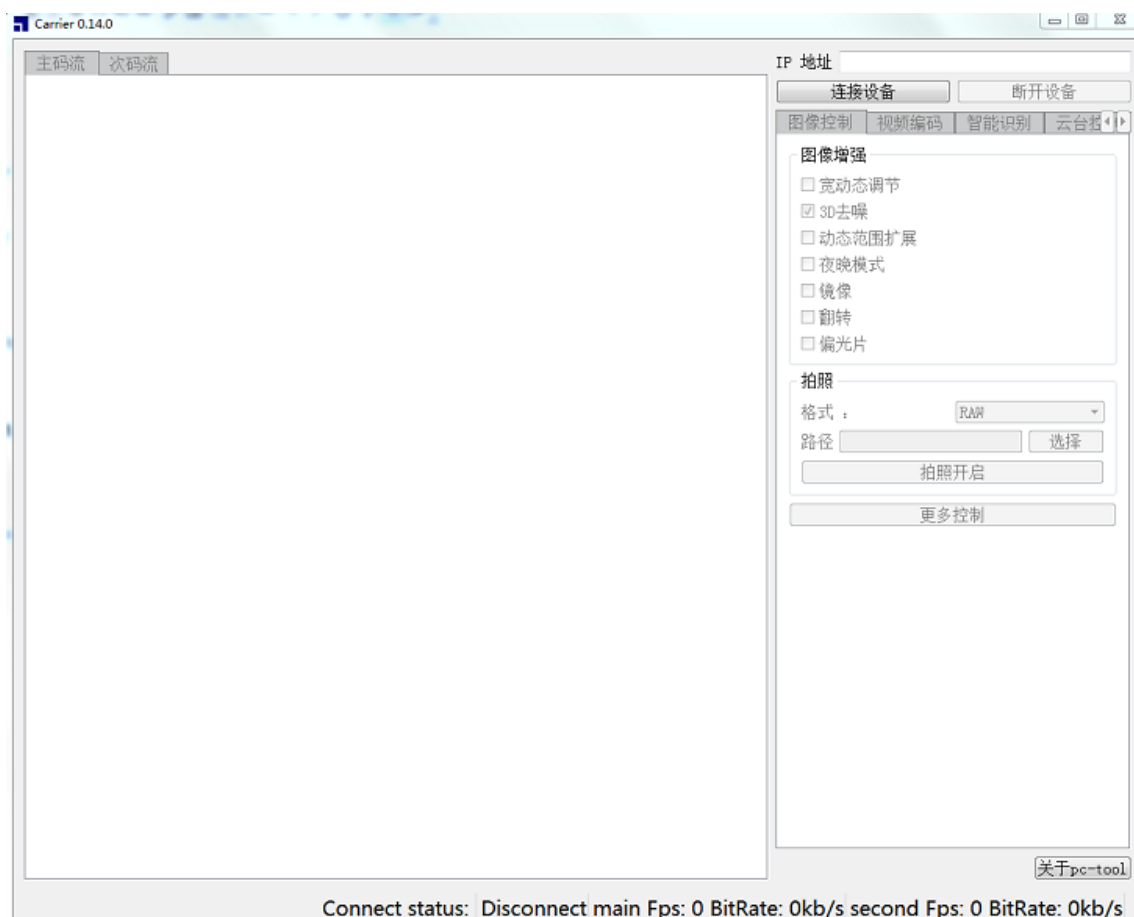 Carrier 0.14.0
主码流 次码流
IP 地址
连接设备 断开设备
图像控制 视频编码 智能识别 云台控
图像增强
宽动态调节
3D去噪
动态范围扩展
夜晚模式
镜像
翻转
偏光片
拍照
格式 : RAW
路径 选择
拍照开启
更多控制
关于pc-tool
Connect status: Disconnect main Fps: 0 BitRate: 0kb/s second Fps: 0 BitRate: 0kb/s